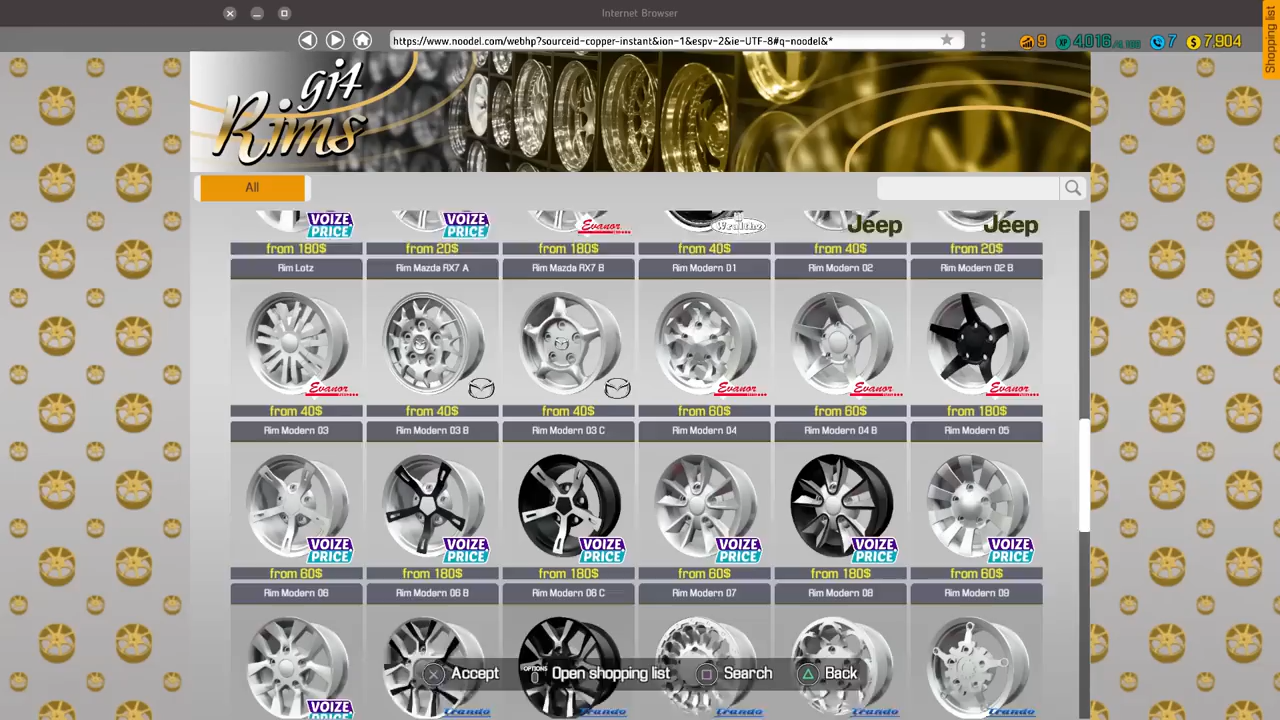 Internet Browser
https://www.noodel.com/webhp?sourceid-copper-instant&ion-1&espv-2&ie-UTF-8#q-noodel&*
9 XP 4,016 7 $ 7,904
Shopping list
git
Rims
All
VOIZE PRICE VOIZE PRICE Evanor Jeep Jeep
from 180$ from 20$ from 180$ from 40$ from 40$ from 20$
Rim Lotz Rim Mazda RX7 A Rim Mazda RX7 B Rim Modern 01 Rim Modern 02 Rim Modern 02 B
Evanor Evanor Evanor Evanor
from 40$ from 40$ from 40$ from 60$ from 60$ from 180$
Rim Modern 03 Rim Modern 03 B Rim Modern 03 C Rim Modern 04 Rim Modern 04 B Rim Modern 05
VOIZE PRICE VOIZE PRICE VOIZE PRICE VOIZE PRICE VOIZE PRICE VOIZE PRICE
from 60$ from 180$ from 180$ from 60$ from 180$ from 60$
Rim Modern 06 Rim Modern 06 B Rim Modern 06 C Rim Modern 07 Rim Modern 08 Rim Modern 09
Accept OPTIONS Open shopping list Search Back
VOIZE PRICE Trando Trando Trando Trando Trando